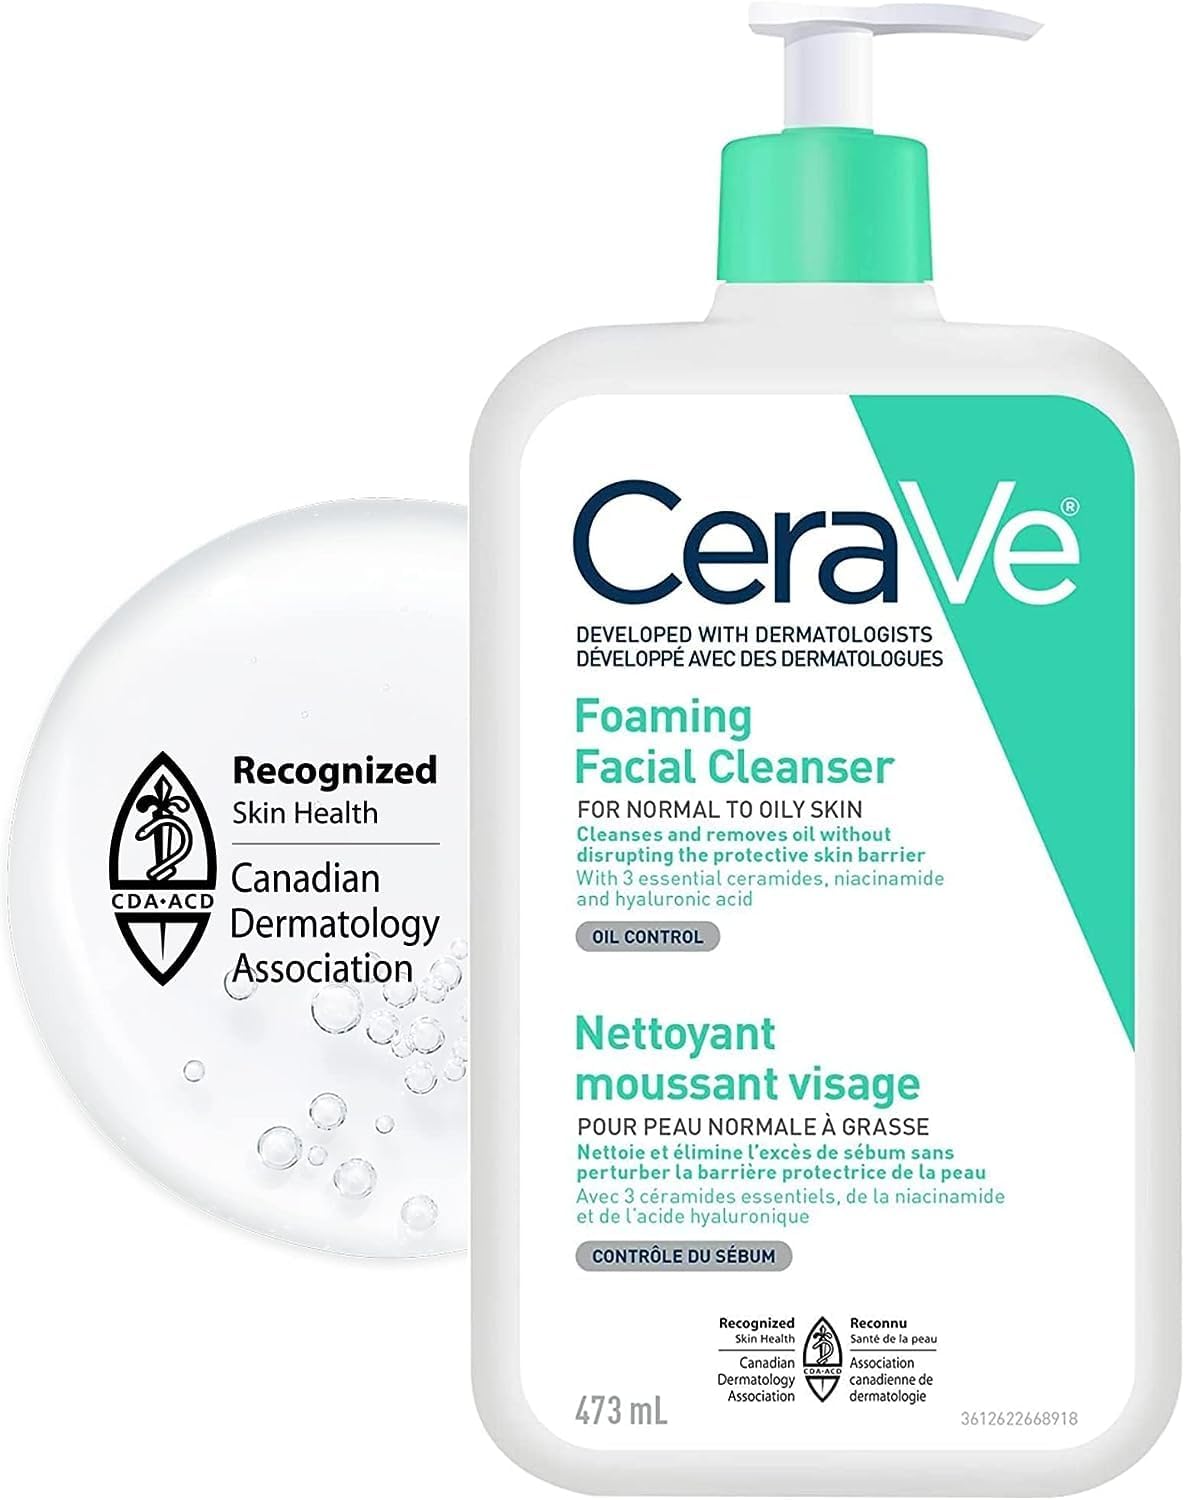 Recognized
Skin Health
Canadian
Dermatology
Association
CDA•ACD
CeraVe®
DEVELOPED WITH DERMATOLOGISTS
DÉVELOPPÉ AVEC DES DERMATOLOGUES
Foaming
Facial Cleanser
FOR NORMAL TO OILY SKIN
Cleanses and removes oil without
disrupting the protective skin barrier
With 3 essential ceramides, niacinamide
and hyaluronic acid
OIL CONTROL
Nettoyant
moussant visage
POUR PEAU NORMALE À GRASSE
Nettoie et élimine l'excès de sébum sans
perturber la barrière protectrice de la peau
Avec 3 céramides essentiels, de la niacinamide
et de l'acide hyaluronique
CONTRÔLE DU SÉBUM
Recognized
Skin Health
Canadian
Dermatology
Association
CDA•ACD
Reconnu
Santé de la peau
Association
canadienne de
dermatologie
473 mL
3612622668918